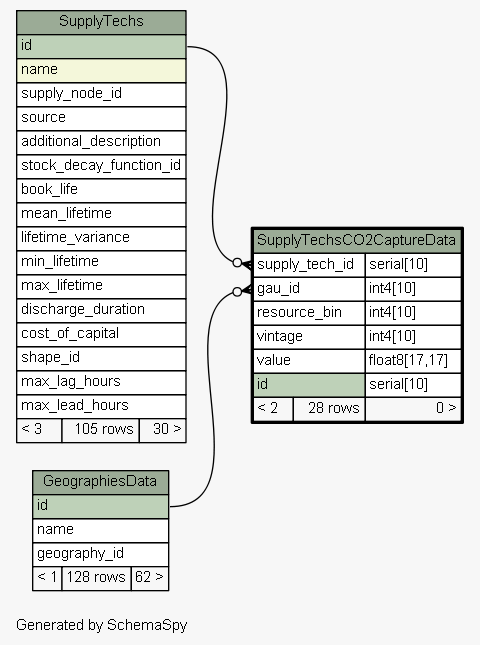 SupplyTechs
id
name
supply_node_id
source
additional_description
stock_decay_function_id
book_life
mean_lifetime
lifetime_variance
min_lifetime
max_lifetime
discharge_duration
cost_of_capital
shape_id
max_lag_hours
max_lead_hours
< 3 105 rows 30 >
SupplyTechsCO2CaptureData
supply_tech_id serial[10]
gau_id int4[10]
resource_bin int4[10]
vintage int4[10]
value float8[17,17]
id serial[10]
< 2 28 rows 0 >
GeographiesData
id
name
geography_id
< 1 128 rows 62 >
Generated by SchemaSpy